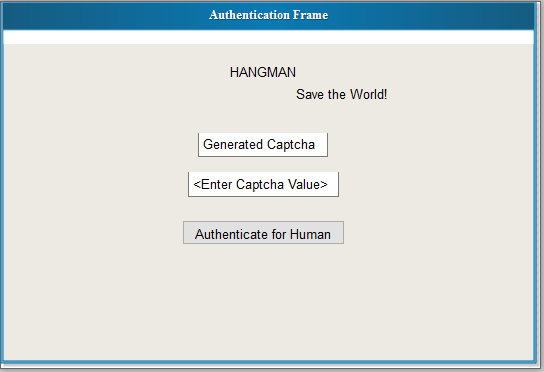 Authentication Frame
HANGMAN
Save the World!
Generated Captcha
<Enter Captcha Value>
Authenticate for Human